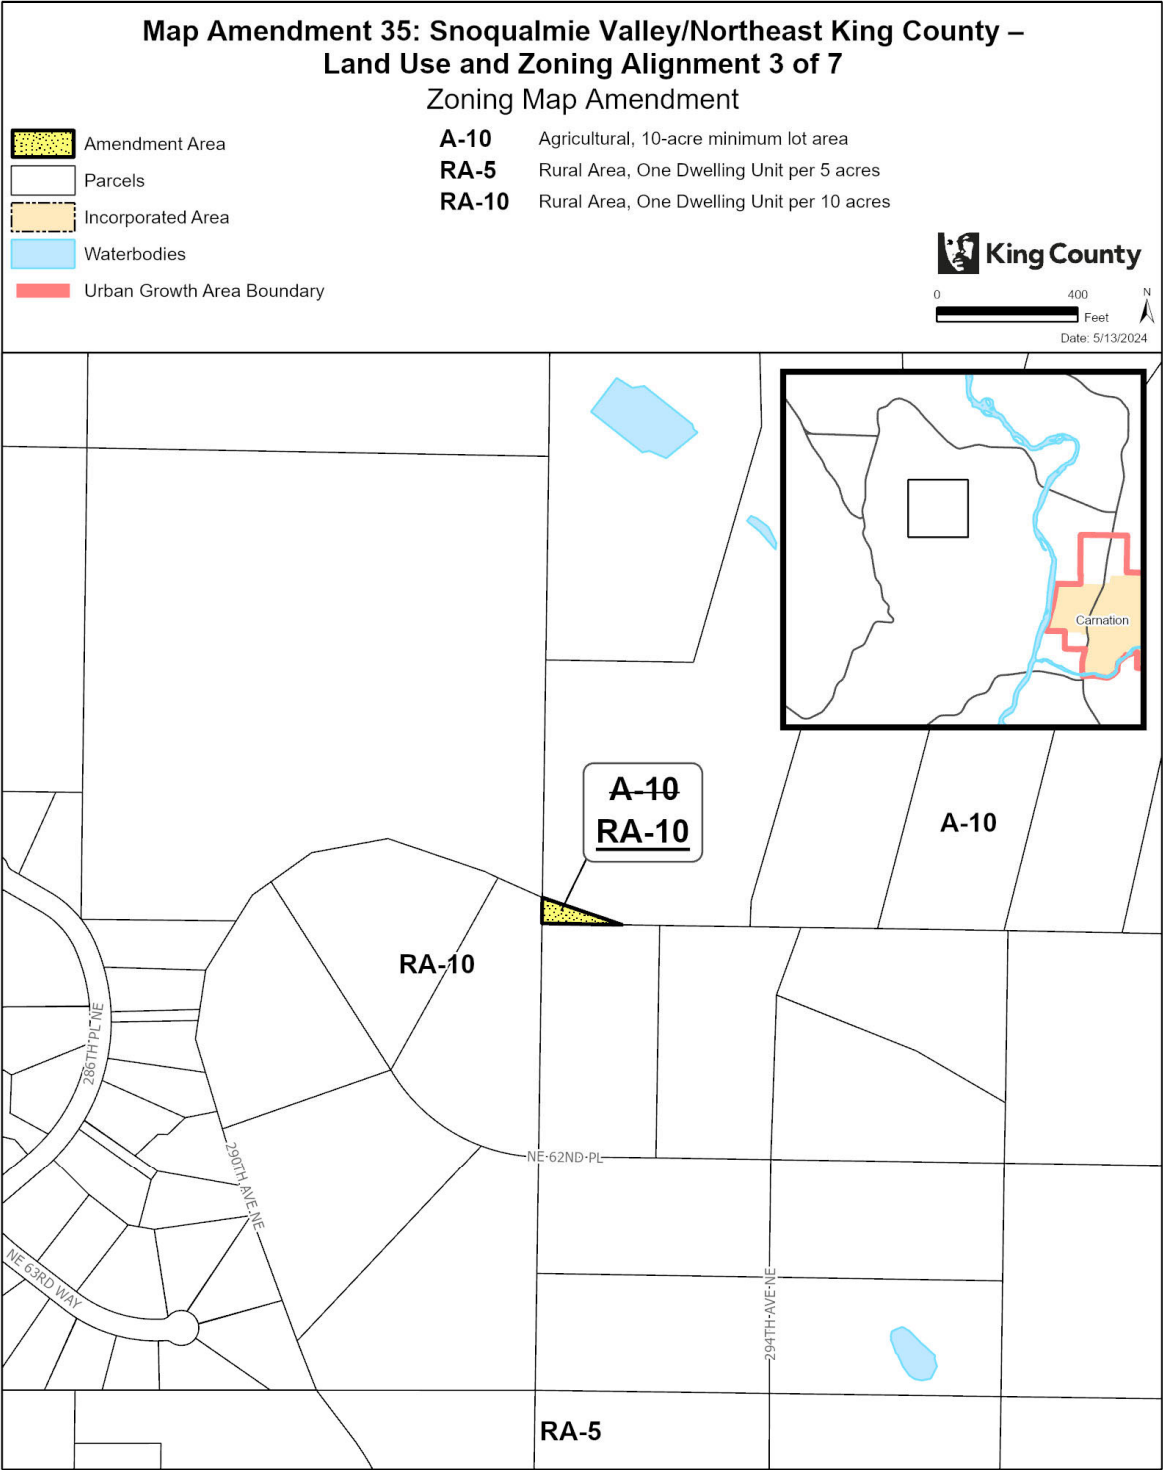 Map Amendment 35: Snoqualmie Valley/Northeast King County –
Land Use and Zoning Alignment 3 of 7
Zoning Map Amendment
Amendment Area
Parcels
Incorporated Area
Waterbodies
Urban Growth Area Boundary
A-10 Agricultural, 10-acre minimum lot area
RA-5 Rural Area, One Dwelling Unit per 5 acres
RA-10 Rural Area, One Dwelling Unit per 10 acres
King County
0 400 N
Feet
Date: 5/13/2024
Carnation
A-10
RA-10
A-10
RA-10
286TH PL NE
290TH AVE NE
NE 62ND PL
NE 63RD WAY
294TH AVE NE
RA-5